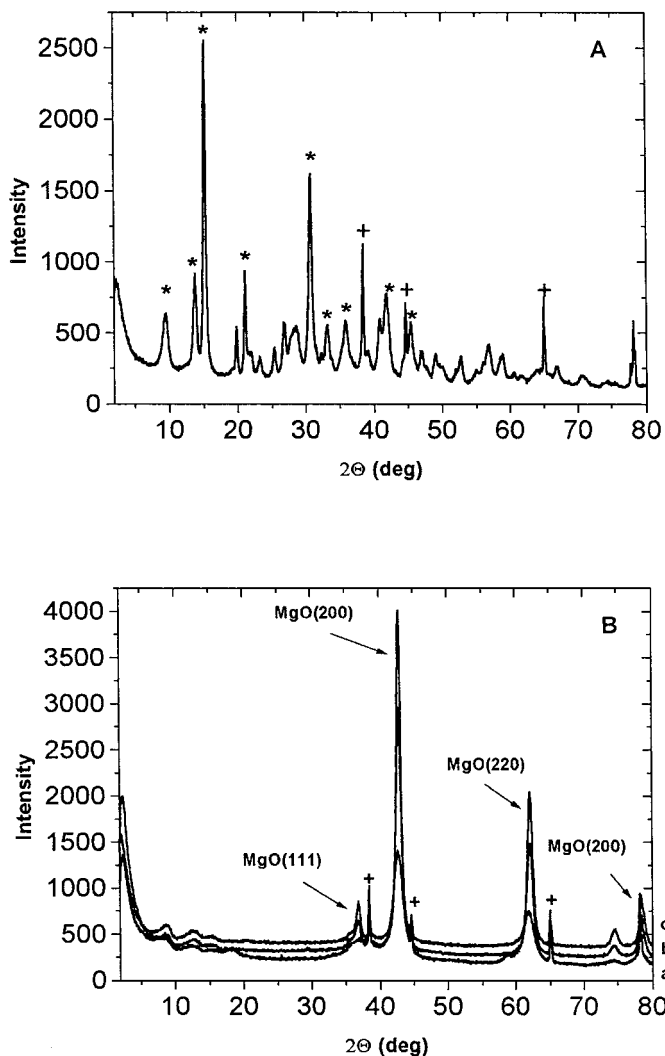 A
2500
2000
1500
1000
500
0
Intensity
* * * * * * * + + * * +
10 20 30 40 50 60 70 80
2Θ (deg)
B
4000
3500
3000
2500
2000
1500
1000
500
0
Intensity
MgO(200)
MgO(220)
MgO(200)
MgO(111)
+ + +
c
b
a
10 20 30 40 50 60 70 80
2Θ (deg)